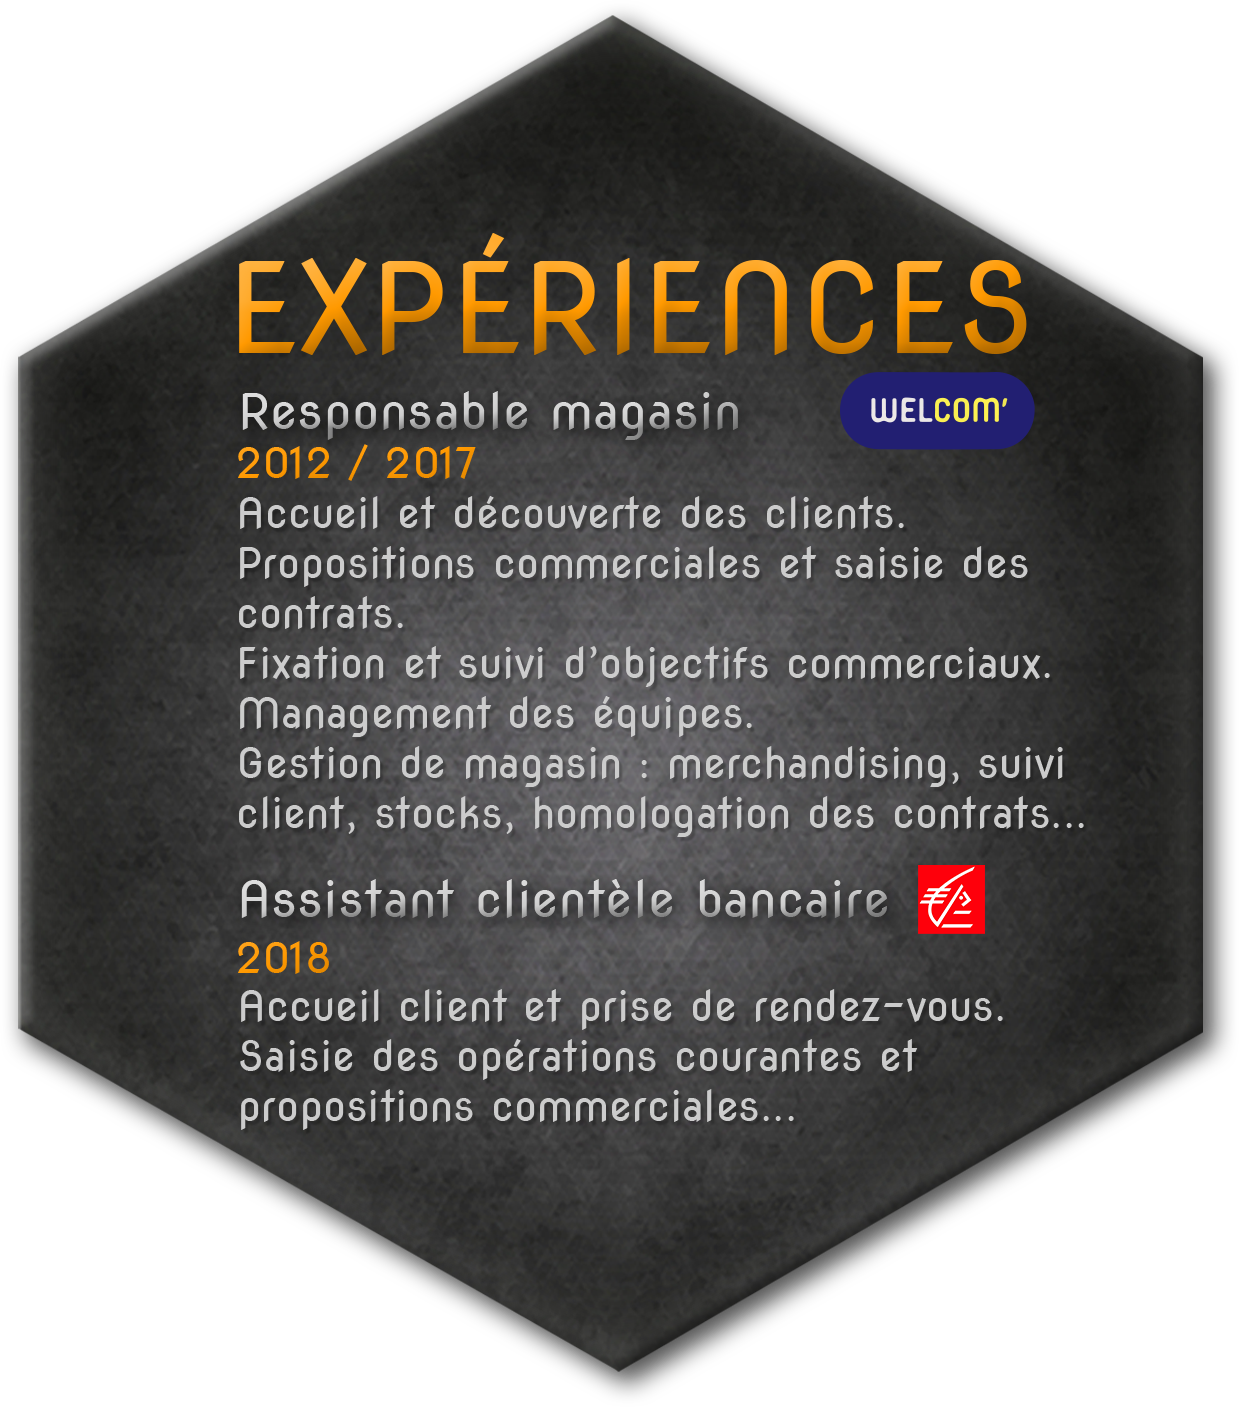 EXPÉRIENCES
Responsable magasin
WELCOM'
2012 / 2017
Accueil et découverte des clients.
Propositions commerciales et saisie des
contrats.
Fixation et suivi d'objectifs commerciaux.
Management des équipes.
Gestion de magasin : merchandising, suivi
client, stocks, homologation des contrats...
Assistant clientèle bancaire
2018
Accueil client et prise de rendez-vous.
Saisie des opérations courantes et
propositions commerciales...